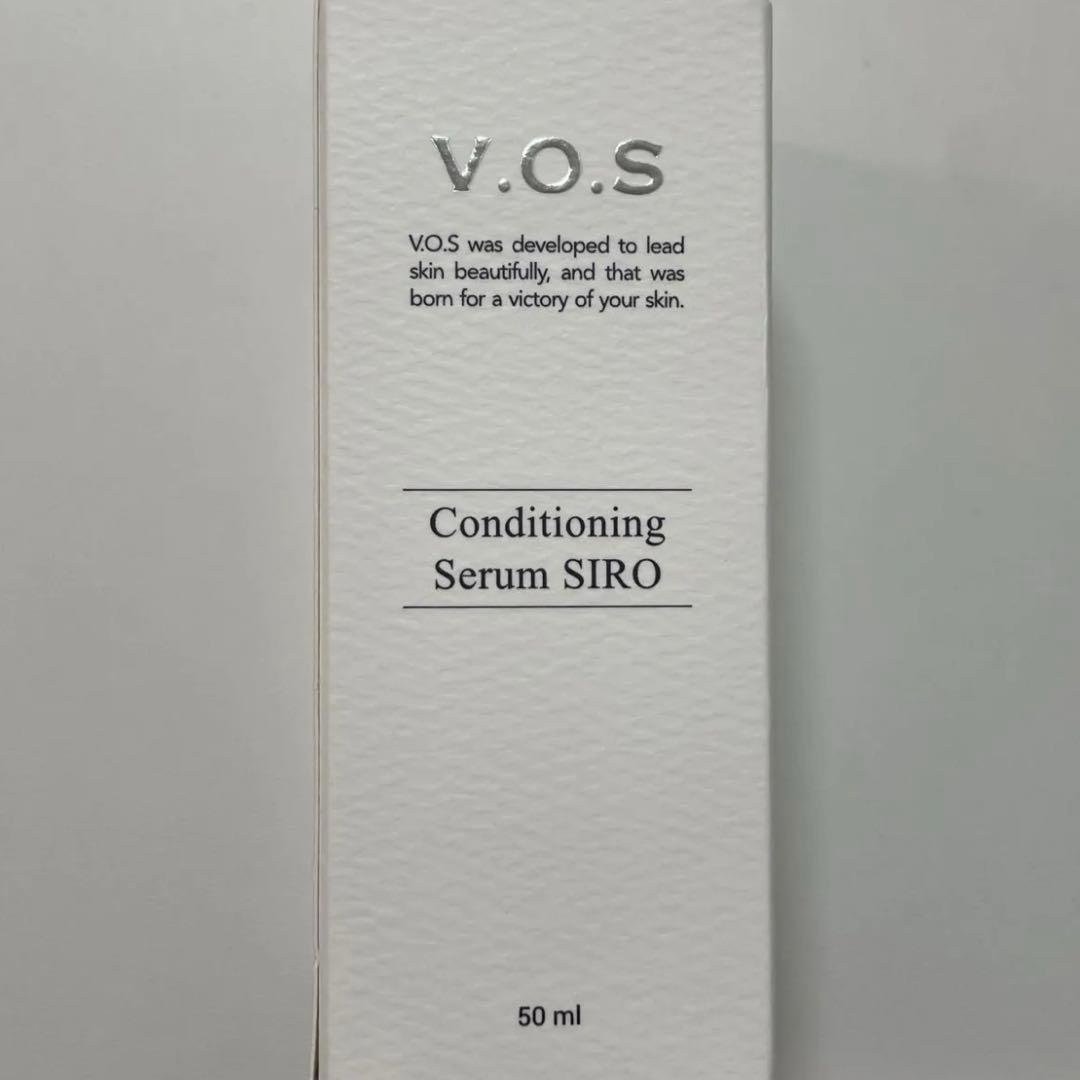 V.O.S
V.O.S was developed to lead
skin beautifully, and that was
born for a victory of your skin.
Conditioning
Serum SIRO
50 ml